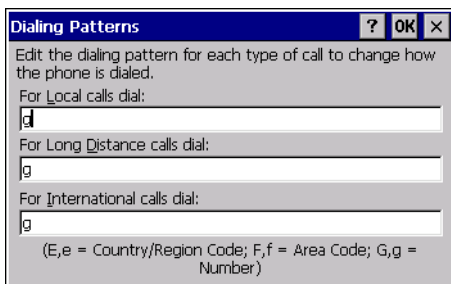 Dialing Patterns ? OK ×
Edit the dialing pattern for each type of call to change how
the phone is dialed.
For Local calls dial:
g
For Long Distance calls dial:
g
For International calls dial:
g
(E,e = Country/Region Code; F,f = Area Code; G,g =
Number)